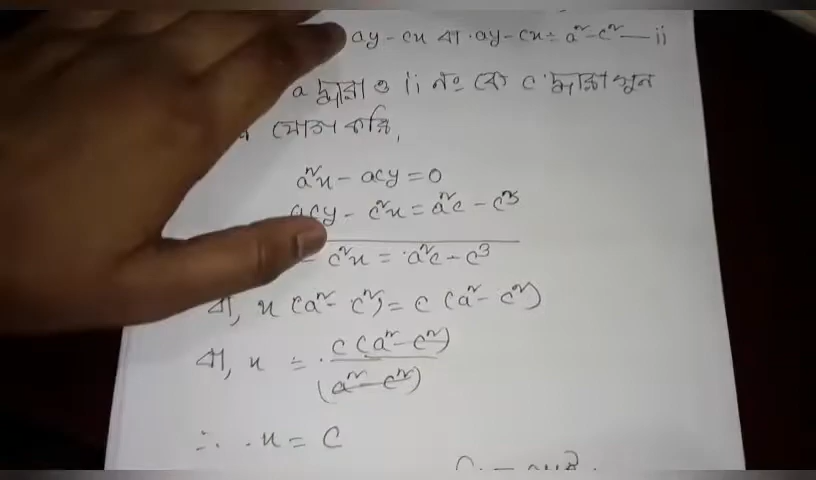 ay - cx বা ay - cx = a² - c² — ii
a দ্বারা ও ii নং কে c দ্বারা গুন
যোগ করি,
a²x - acy = 0
acy - c²x = a²c - c³
- c²x = a²c - c³
বা, x (a² - c²) = c (a² - c²)
বা, x = c (a² - c²) / (a² - c²)
∴ x = c